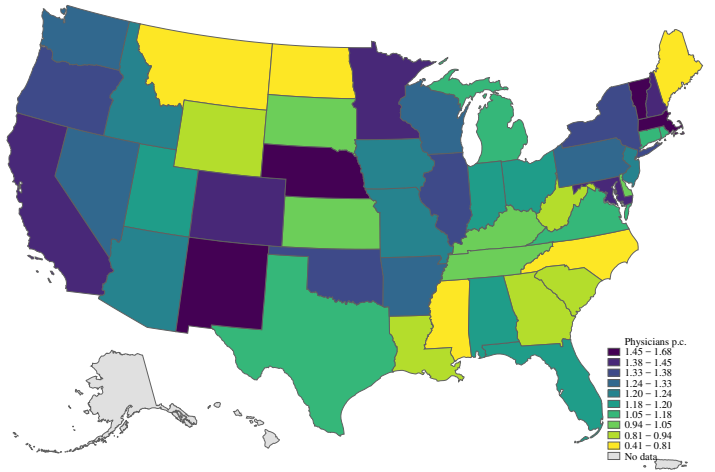 Physicians p.c.
1.45 − 1.68
1.38 − 1.45
1.33 − 1.38
1.24 − 1.33
1.20 − 1.24
1.18 − 1.20
1.05 − 1.18
0.94 − 1.05
0.81 − 0.94
0.41 − 0.81
No data